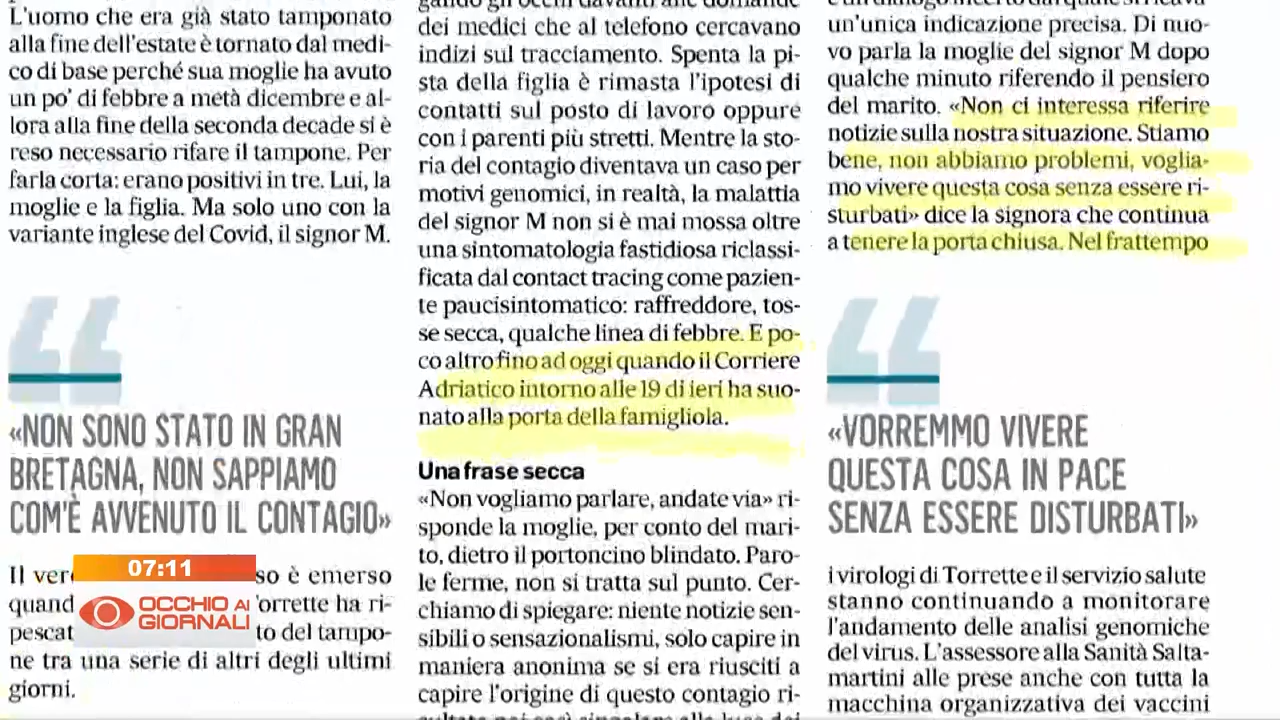 L'uomo che era già stato tamponato
alla fine dell'estate è tornato dal medi-
co di base perché sua moglie ha avuto
un po' di febbre a metà dicembre e al-
lora alla fine della seconda decade si è
reso necessario rifare il tampone. Per
farla corta: erano positivi in tre. Lui, la
moglie e la figlia. Ma solo uno con la
variante inglese del Covid, il signor M.
«NON SONO STATO IN GRAN
BRETAGNA, NON SAPPIAMO
COM'È AVVENUTO IL CONTAGIO»
Il so è emerso
quand orrette ha ri-
pescat to del tampo-
ne tra una serie di altri degli ultimi
giorni.
07:11
OCCHIO AI
GIORNALI
dei medici che al telefono cercavano
indizi sul tracciamento. Spenta la pi-
sta della figlia è rimasta l'ipotesi di
contatti sul posto di lavoro oppure
con i parenti più stretti. Mentre la sto-
ria del contagio diventava un caso per
motivi genomici, in realtà, la malattia
del signor M non si è mai mossa oltre
una sintomatologia fastidiosa riclassi-
ficata dal contact tracing come pazien-
te paucisintomatico: raffreddore, tos-
se secca, qualche linea di febbre. E po-
co altro fino ad oggi quando il Corriere
Adriatico intorno alle 19 di ieri ha suo-
nato alla porta della famigliola.
Una frase secca
«Non vogliamo parlare, andate via» ri-
sponde la moglie, per conto del mari-
to, dietro il portoncino blindato. Paro-
le ferme, non si tratta sul punto. Cer-
chiamo di spiegare: niente notizie sen-
sibili o sensazionalismi, solo capire in
maniera anonima se si era riusciti a
capire l'origine di questo contagio ri-
un'unica indicazione precisa. Di nuo-
vo parla la moglie del signor M dopo
qualche minuto riferendo il pensiero
del marito. «Non ci interessa riferire
notizie sulla nostra situazione. Stiamo
bene, non abbiamo problemi, voglia-
mo vivere questa cosa senza essere ri-
sturbati» dice la signora che continua
a tenere la porta chiusa. Nel frattempo
«VORREMMO VIVERE
QUESTA COSA IN PACE
SENZA ESSERE DISTURBATI»
i virologi di Torrette e il servizio salute
stanno continuando a monitorare
l'andamento delle analisi genomiche
del virus. L'assessore alla Sanità Salta-
martini alle prese anche con tutta la
macchina organizzativa dei vaccini